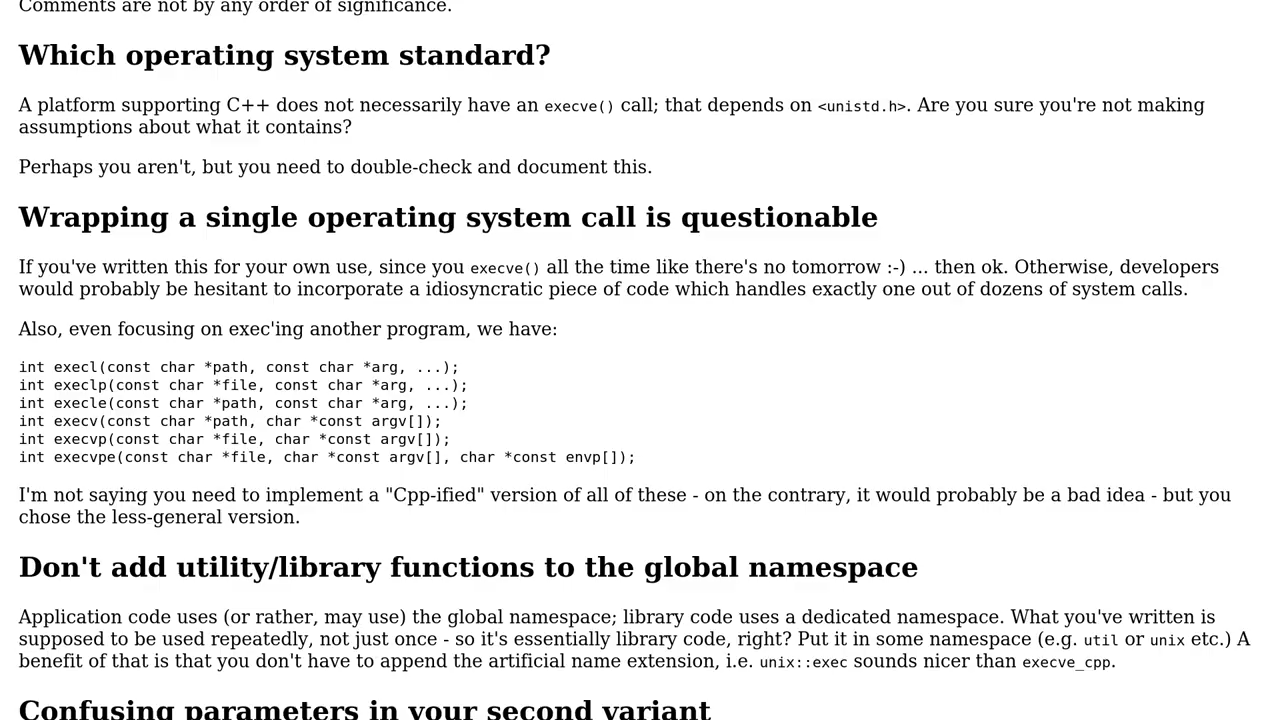 Comments are not by any order of significance.
Which operating system standard?
A platform supporting C++ does not necessarily have an execve() call; that depends on <unistd.h>. Are you sure you're not making
assumptions about what it contains?
Perhaps you aren't, but you need to double-check and document this.
Wrapping a single operating system call is questionable
If you've written this for your own use, since you execve() all the time like there's no tomorrow :-) ... then ok. Otherwise, developers
would probably be hesitant to incorporate a idiosyncratic piece of code which handles exactly one out of dozens of system calls.
Also, even focusing on exec'ing another program, we have:
int execl(const char *path, const char *arg, ...);
int execlp(const char *file, const char *arg, ...);
int execle(const char *path, const char *arg, ...);
int execv(const char *path, char *const argv[]);
int execvp(const char *file, char *const argv[]);
int execvpe(const char *file, char *const argv[], char *const envp[]);
I'm not saying you need to implement a "Cpp-ified" version of all of these - on the contrary, it would probably be a bad idea - but you
chose the less-general version.
Don't add utility/library functions to the global namespace
Application code uses (or rather, may use) the global namespace; library code uses a dedicated namespace. What you've written is
supposed to be used repeatedly, not just once - so it's essentially library code, right? Put it in some namespace (e.g. util or unix etc.) A
benefit of that is that you don't have to append the artificial name extension, i.e. unix::exec sounds nicer than execve_cpp.
Confusing parameters in your second variant